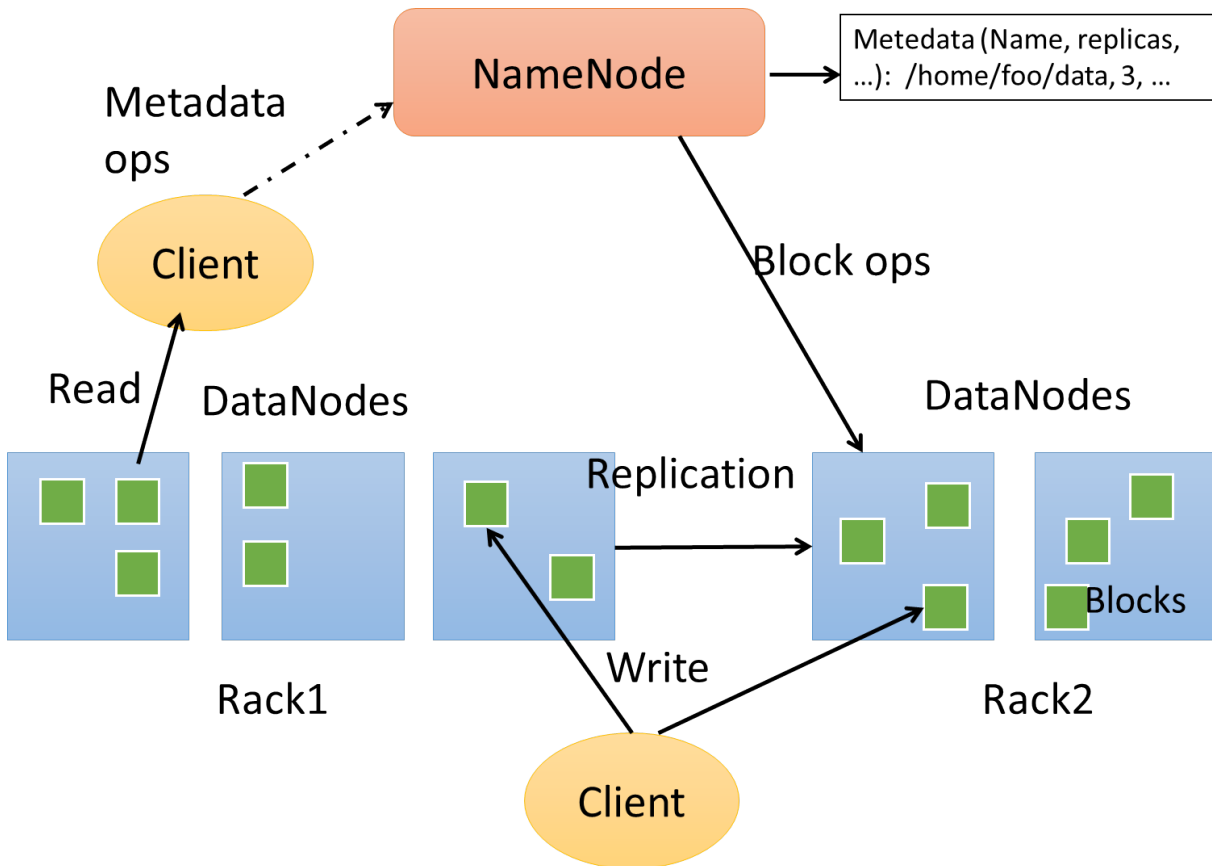 NameNode
Metedata (Name, replicas,
...): /home/foo/data, 3, ...
Metadata
ops
Client
Block ops
Read
DataNodes
DataNodes
Replication
Blocks
Write
Rack1
Rack2
Client